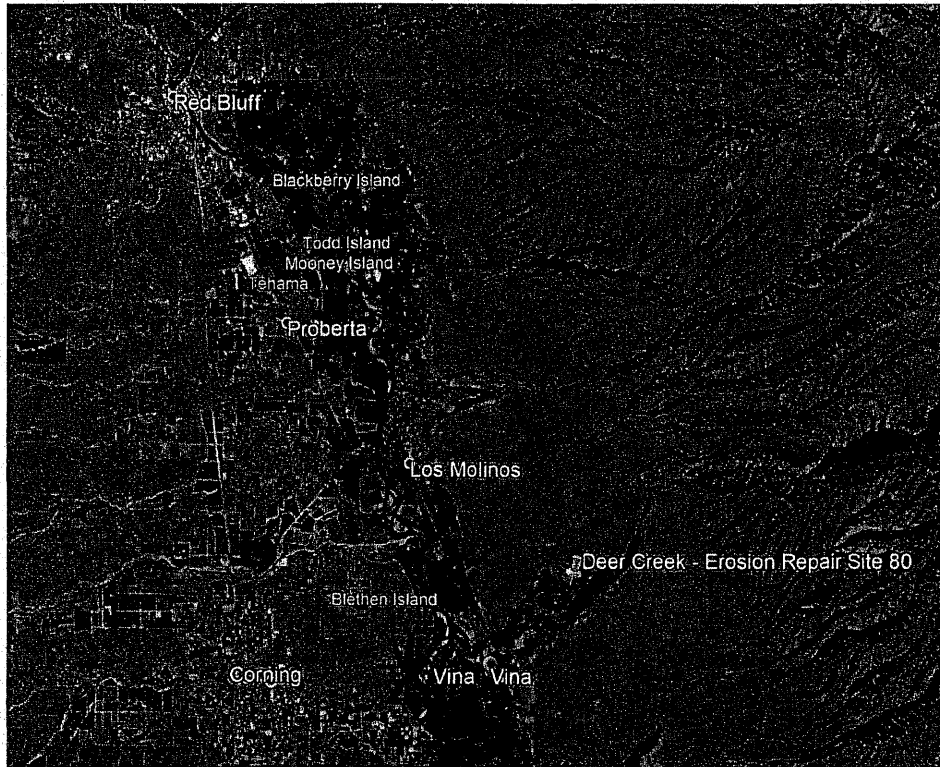 Red Bluff
Blackberry Island
Todd Island
Mooney Island
Tehama
Proberta
Los Molinos
Deer Creek - Erosion Repair Site 80
Blethen Island
Corning
Vina
Vina